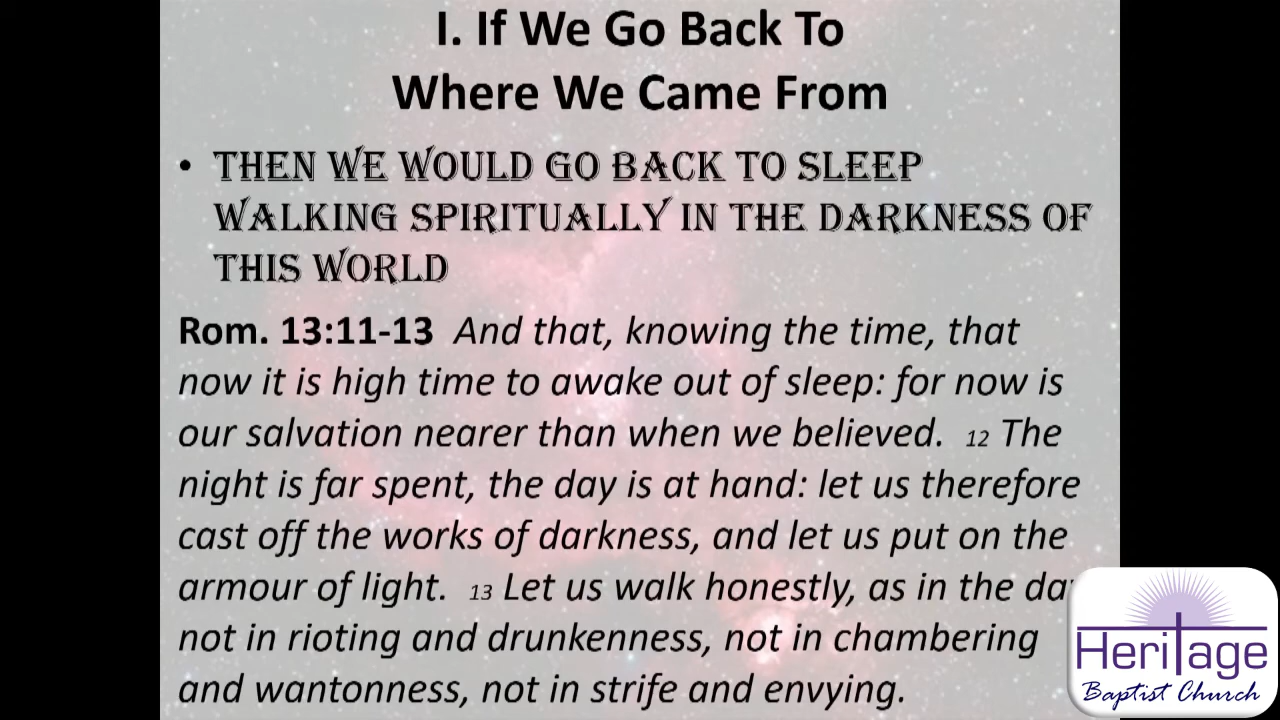 I. If We Go Back To
Where We Came From
• THEN WE WOULD GO BACK TO SLEEP
WALKING SPIRITUALLY IN THE DARKNESS OF
THIS WORLD
Rom. 13:11-13 And that, knowing the time, that
now it is high time to awake out of sleep: for now is
our salvation nearer than when we believed. 12 The
night is far spent, the day is at hand: let us therefore
cast off the works of darkness, and let us put on the
armour of light. 13 Let us walk honestly, as in the
not in rioting and drunkenness, not in chambering
and wantonness, not in strife and envying.
Heritage
Baptist Church